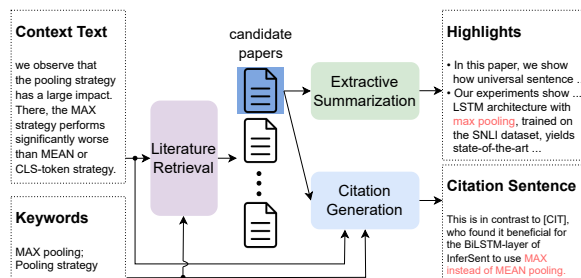 Context Text
we observe that
the pooling strategy
has a large impact.
There, the MAX
strategy performs
significantly worse
than MEAN or
CLS-token strategy.
Keywords
MAX pooling;
Pooling strategy
Literature
Retrieval
candidate
papers
Extractive
Summarization
Citation
Generation
Highlights
• In this paper, we show
how universal sentence ...
• Our experiments show ...
LSTM architecture with
max pooling, trained on
the SNLI dataset, yields
state-of-the-art ...
Citation Sentence
This is in contrast to [CIT],
who found it beneficial for
the BiLSTM-layer of
InferSent to use MAX
instead of MEAN pooling.